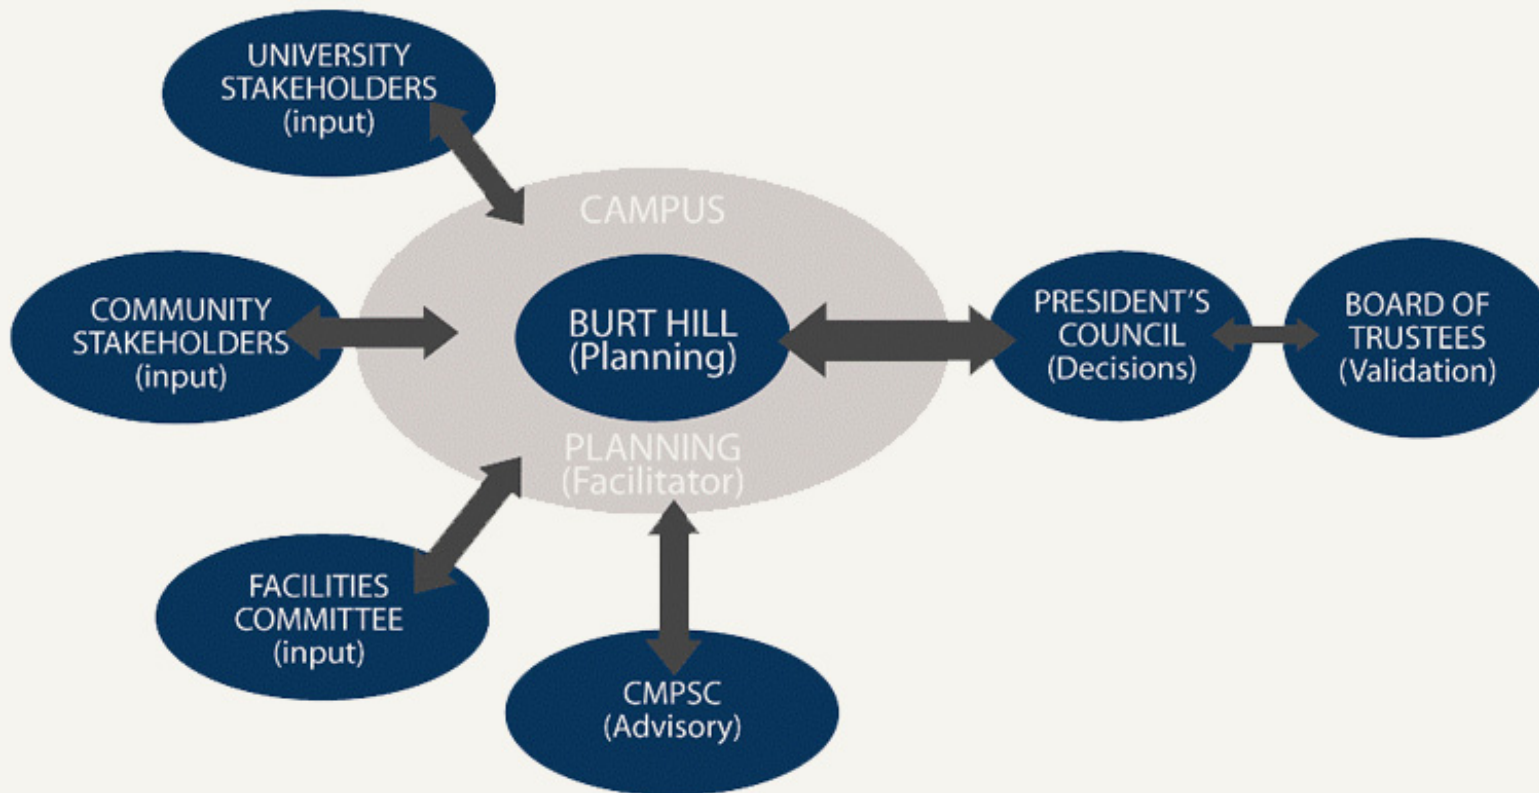 UNIVERSITY
STAKEHOLDERS
(input)
CAMPUS
COMMUNITY
STAKEHOLDERS
(input)
BURT HILL
(Planning)
PRESIDENT'S
COUNCIL
(Decisions)
BOARD OF
TRUSTEES
(Validation)
PLANNING
(Facilitator)
FACILITIES
COMMITTEE
(input)
CMPSC
(Advisory)